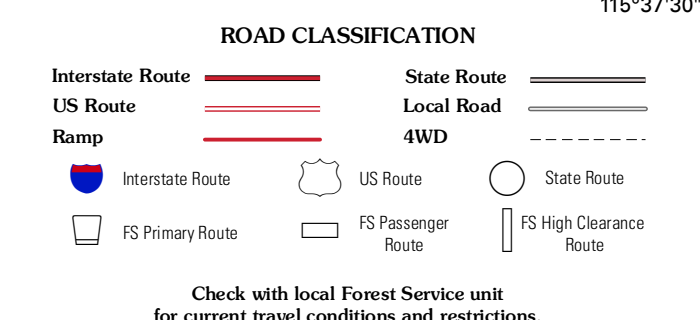 115°37'30"
ROAD CLASSIFICATION
Interstate Route State Route
US Route Local Road
Ramp 4WD
Interstate Route US Route State Route
FS Primary Route FS Passenger Route FS High Clearance Route
Check with local Forest Service unit
for current travel conditions and restrictions.